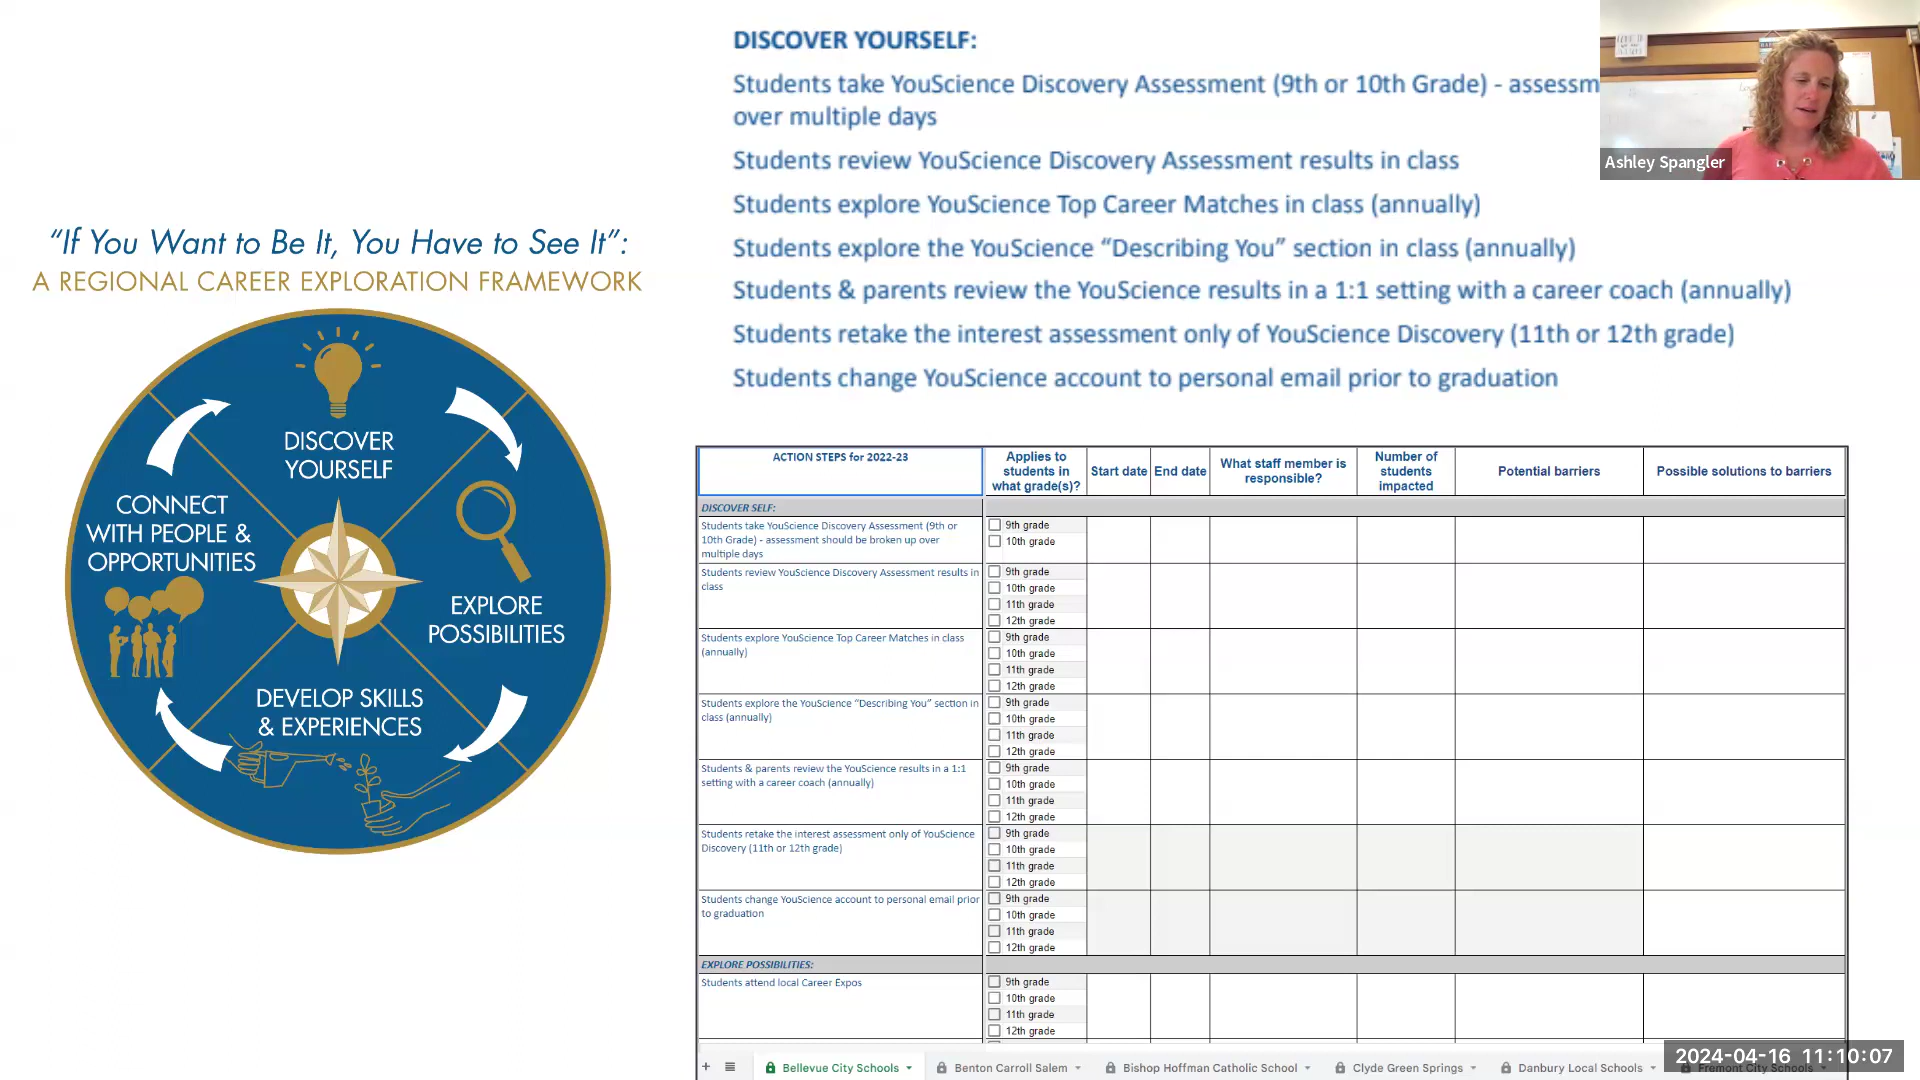 DISCOVER YOURSELF:
Students take YouScience Discovery Assessment (9th or 10th Grade) - assessm
over multiple days
Students review YouScience Discovery Assessment results in class
Students explore YouScience Top Career Matches in class (annually)
Students explore the YouScience “Describing You” section in class (annually)
Students & parents review the YouScience results in a 1:1 setting with a career coach (annually)
Students retake the interest assessment only of YouScience Discovery (11th or 12th grade)
Students change YouScience account to personal email prior to graduation
Ashley Spangler
“If You Want to Be It, You Have to See It”:
A REGIONAL CAREER EXPLORATION FRAMEWORK
DISCOVER
YOURSELF
EXPLORE
POSSIBILITIES
DEVELOP SKILLS
& EXPERIENCES
CONNECT
WITH PEOPLE &
OPPORTUNITIES
ACTION STEPS for 2022-23
Applies to
students in
what grade(s)?
Start date
End date
What staff member is
responsible?
Number of
students
impacted
Potential barriers
Possible solutions to barriers
DISCOVER SELF:
Students take YouScience Discovery Assessment (9th or
10th Grade) - assessment should be broken up over
multiple days
9th grade
10th grade
Students review YouScience Discovery Assessment results in
class
9th grade
10th grade
11th grade
12th grade
Students explore YouScience Top Career Matches in class
(annually)
9th grade
10th grade
11th grade
12th grade
Students explore the YouScience “Describing You” section in
class (annually)
9th grade
10th grade
11th grade
12th grade
Students & parents review the YouScience results in a 1:1
setting with a career coach (annually)
9th grade
10th grade
11th grade
12th grade
Students retake the interest assessment only of YouScience
Discovery (11th or 12th grade)
9th grade
10th grade
11th grade
12th grade
Students change YouScience account to personal email prior
to graduation
9th grade
10th grade
11th grade
12th grade
EXPLORE POSSIBILITIES:
Students attend local Career Expos
9th grade
10th grade
11th grade
12th grade
Bellevue City Schools
Benton Carroll Salem
Bishop Hoffman Catholic School
Clyde Green Springs
Danbury Local Schools
Fremont City Schools
2024-04-16 11:10:07